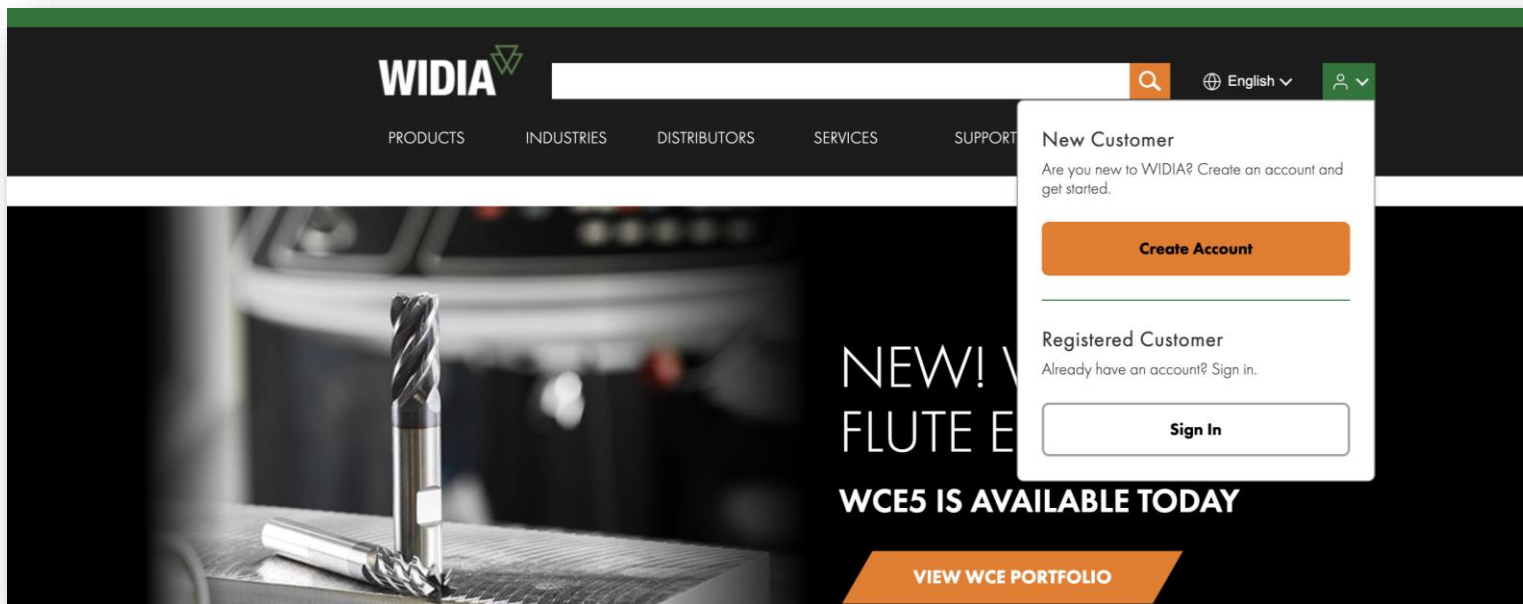 WIDIA
English
PRODUCTS INDUSTRIES DISTRIBUTORS SERVICES SUPPORT
New Customer
Are you new to WIDIA? Create an account and
get started.
Create Account
Registered Customer
Already have an account? Sign in.
Sign In
NEW!
FLUTE
WCE5 IS AVAILABLE TODAY
VIEW WCE PORTFOLIO